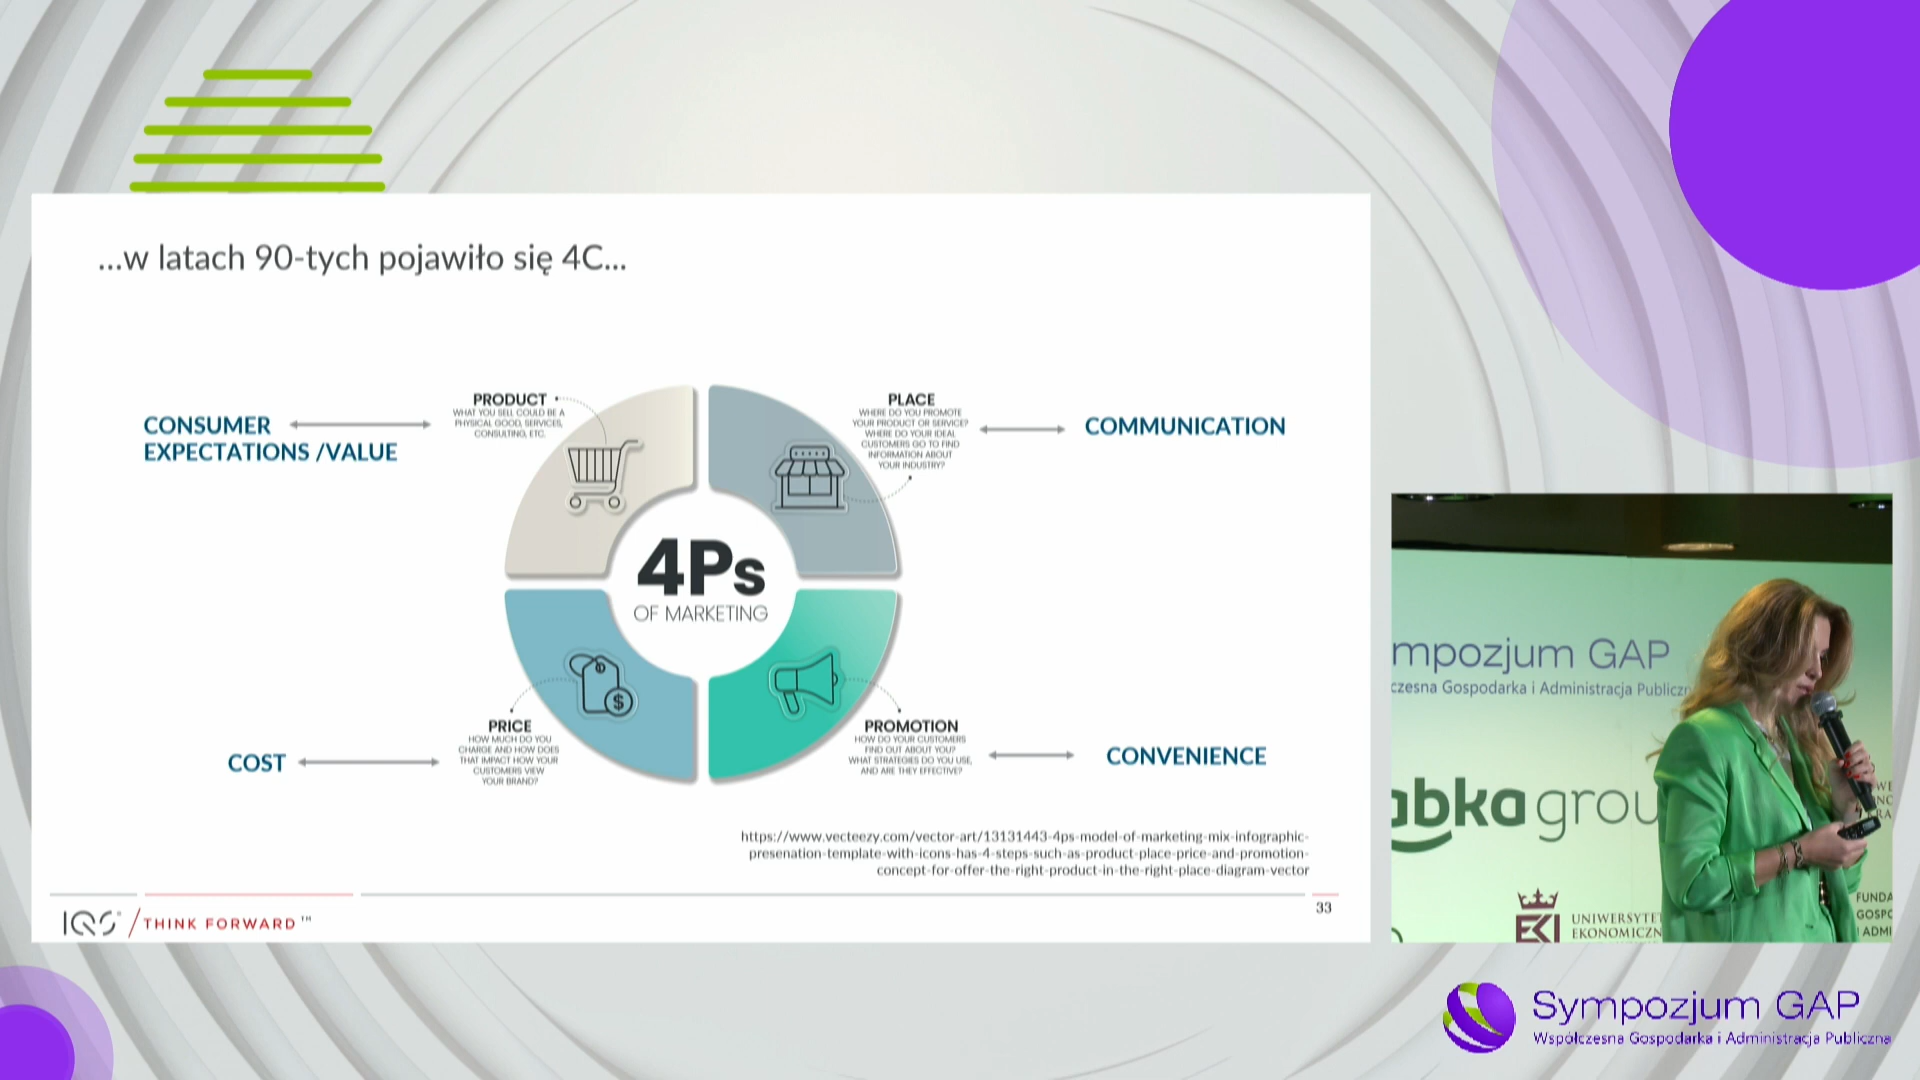 ...w latach 90-tych pojawiło się 4C...
CONSUMER
EXPECTATIONS /VALUE
PRODUCT
WHAT YOU SELL COULD BE A
PHYSICAL GOOD, SERVICES,
CONSULTING, ETC.
PLACE
WHERE DO YOU PROMOTE
YOUR PRODUCT OR SERVICE?
WHERE DO YOUR IDEAL
CUSTOMERS GO TO FIND
INFORMATION ABOUT
YOUR INDUSTRY?
COMMUNICATION
4Ps
OF MARKETING
COST
PRICE
HOW MUCH DO YOU
CHARGE AND HOW DOES
THAT IMPACT HOW YOUR
CUSTOMERS VIEW
YOUR BRAND?
PROMOTION
HOW DO YOUR CUSTOMERS
FIND OUT ABOUT YOU?
WHAT STRATEGIES DO YOU USE,
AND ARE THEY EFFECTIVE?
CONVENIENCE
https://www.vecteezy.com/vector-art/13131443-4ps-model-of-marketing-mix-infographic-
presenation-template-with-icons-has-4-steps-such-as-product-place-price-and-promotion-
concept-for-offer-the-right-product-in-the-right-place-diagram-vector
IQS / THINK FORWARD™
33
mpozjum GAP
czesna Gospodarka i Administracja Publiczn
abka grou
UNIWERSYTE
EKONOMICZN
FUNDA
GOSPO
I ADMI
Sympozjum GAP
Współczesna Gospodarka i Administracja Publiczna